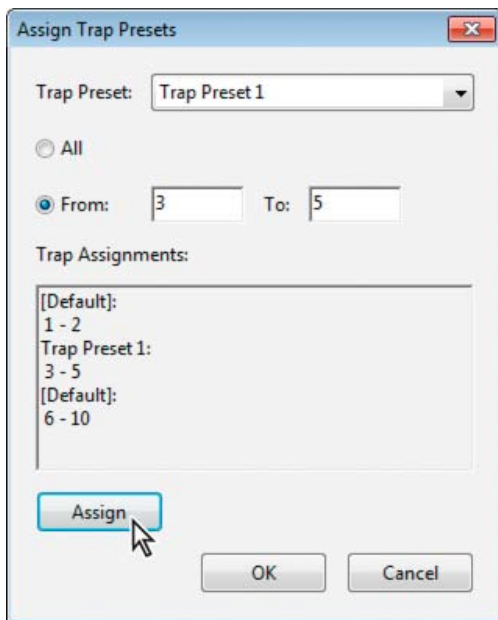 Assign Trap Presets
Trap Preset: Trap Preset 1
All
From: 3 To: 5
Trap Assignments:
[Default]:
1 - 2
Trap Preset 1:
3 - 5
[Default]:
6 - 10
Assign
OK Cancel